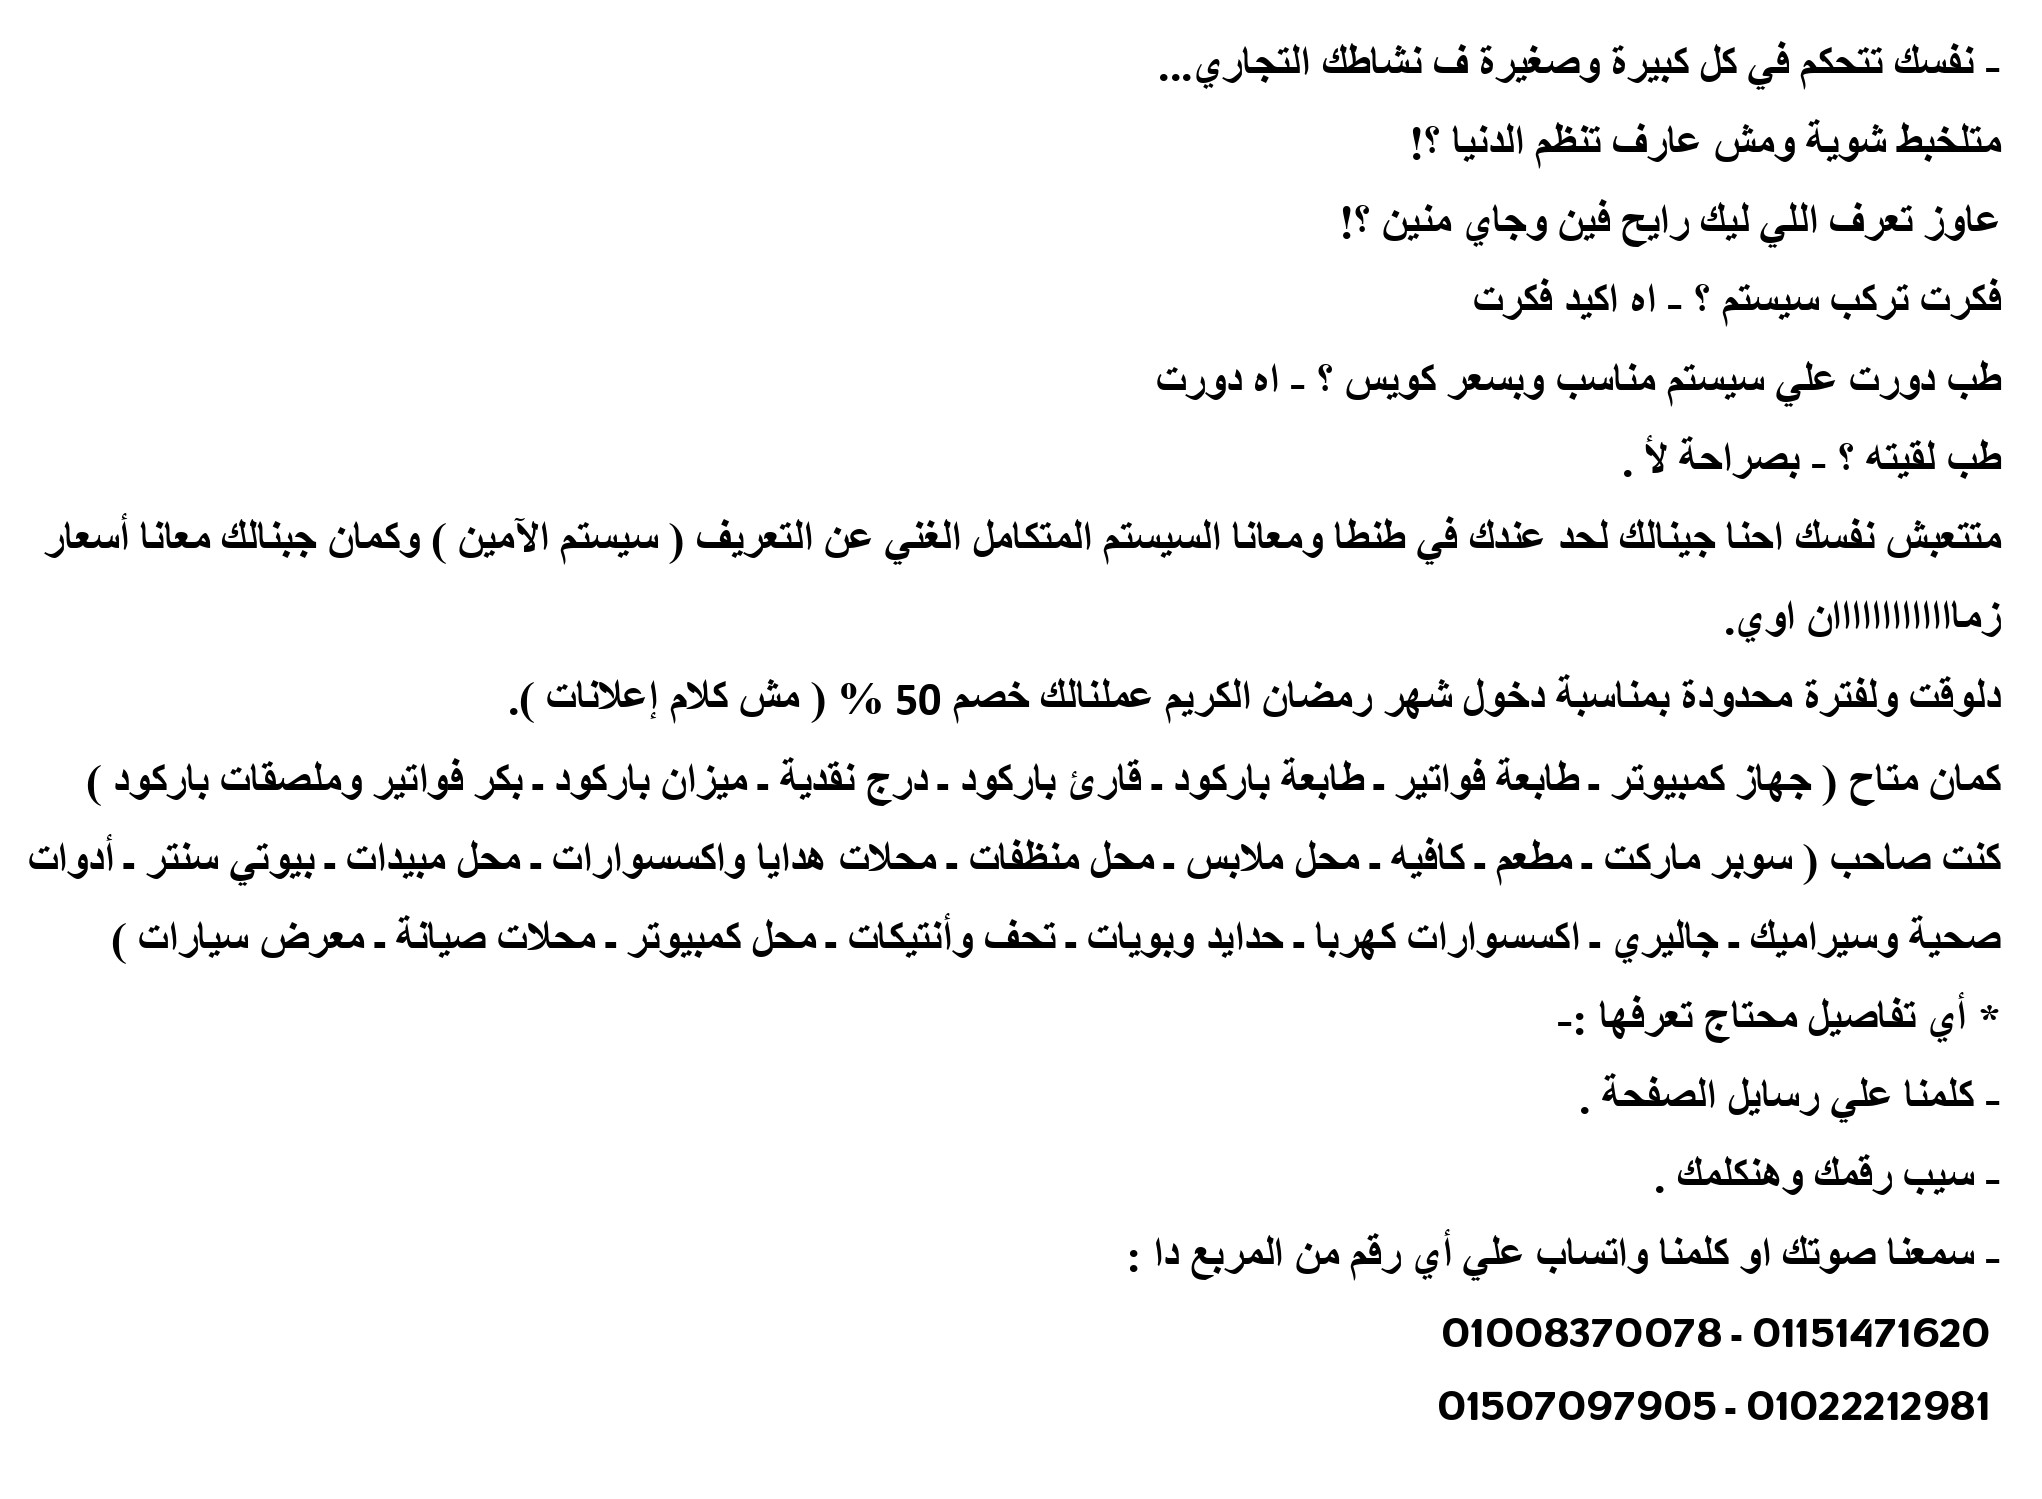 - نفسك تتحكم في كل كبيرة وصغيرة ف نشاطك التجاري...
متلخبط شوية ومش عارف تنظم الدنيا ؟!
عاوز تعرف اللي ليك رايح فين وجاي منين ؟!
فكرت تركب سيستم ؟ - اه اكيد فكرت
طب دورت علي سيستم مناسب وبسعر كويس ؟ - اه دورت
طب لقيته ؟ - بصراحة لأ .
متتعبش نفسك احنا جينالك لحد عندك في طنطا ومعانا السيستم المتكامل الغني عن التعريف ( سيستم الآمين ) وكمان جبنالك معانا أسعار
زماااااااااااان اوي.
دلوقت ولفترة محدودة بمناسبة دخول شهر رمضان الكريم عملنالك خصم 50 % ( مش كلام إعلانات ).
كمان متاح ( جهاز كمبيوتر - طابعة فواتير - طابعة باركود - قارئ باركود - درج نقدية - ميزان باركود - بكر فواتير وملصقات باركود )
كنت صاحب ( سوبر ماركت - مطعم - كافيه - محل ملابس - محل منظفات - محلات هدايا واكسسوارات - محل مبيدات - بيوتي سنتر - أدوات
صحية وسيراميك - جاليري - اكسسوارات كهربا - حدايد وبويات - تحف وأنتيكات - محل كمبيوتر - محلات صيانة - معرض سيارات )
* أي تفاصيل محتاج تعرفها :-
- كلمنا علي رسايل الصفحة .
- سيب رقمك وهنكلمك .
- سمعنا صوتك او كلمنا واتساب علي أي رقم من المربع دا :
01008370078 - 01151471620
01507097905 - 01022212981